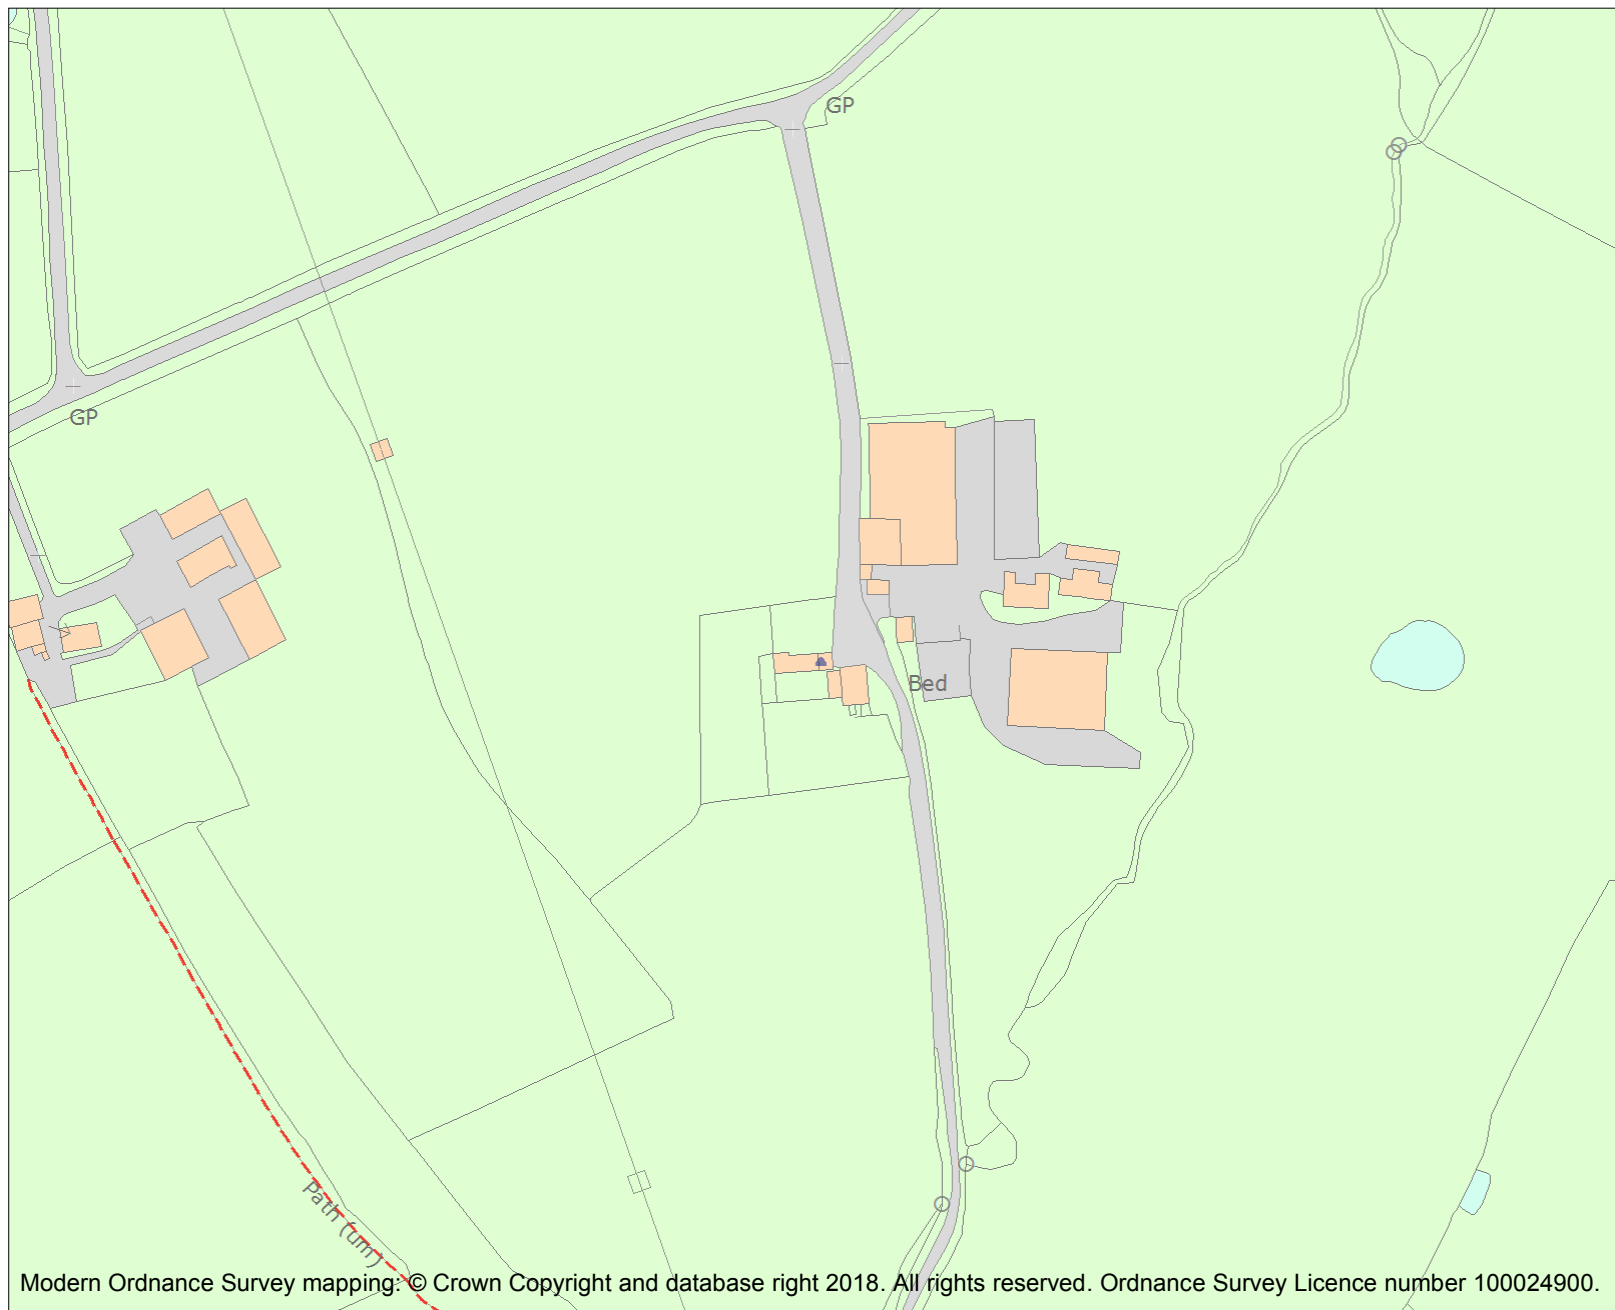 GP
GP
Bed
Path (um)
Modern Ordnance Survey mapping: © Crown Copyright and database right 2018. All rights reserved. Ordnance Survey Licence number 100024900.